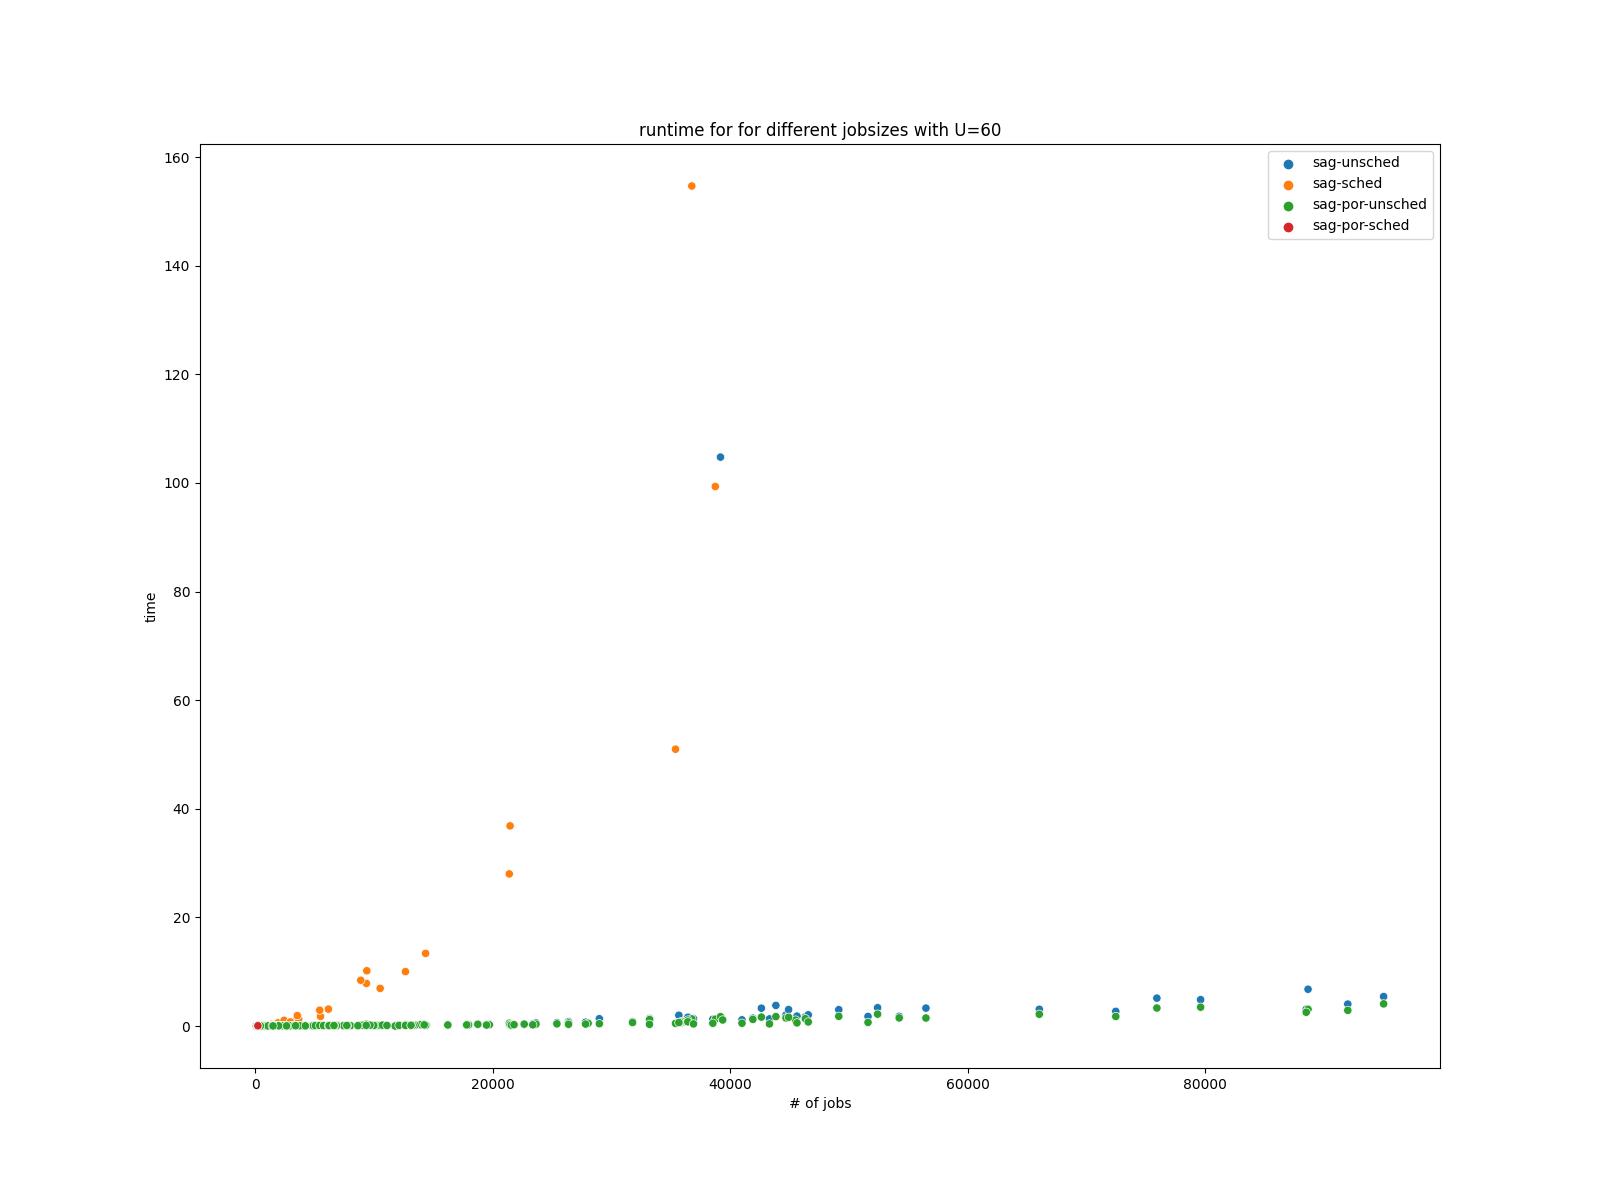 runtime for for different jobsizes with U=60
160
140
120
100
80
60
40
20
0
time
sag-unsched
sag-sched
sag-por-unsched
sag-por-sched
0 20000 40000 60000 80000
# of jobs